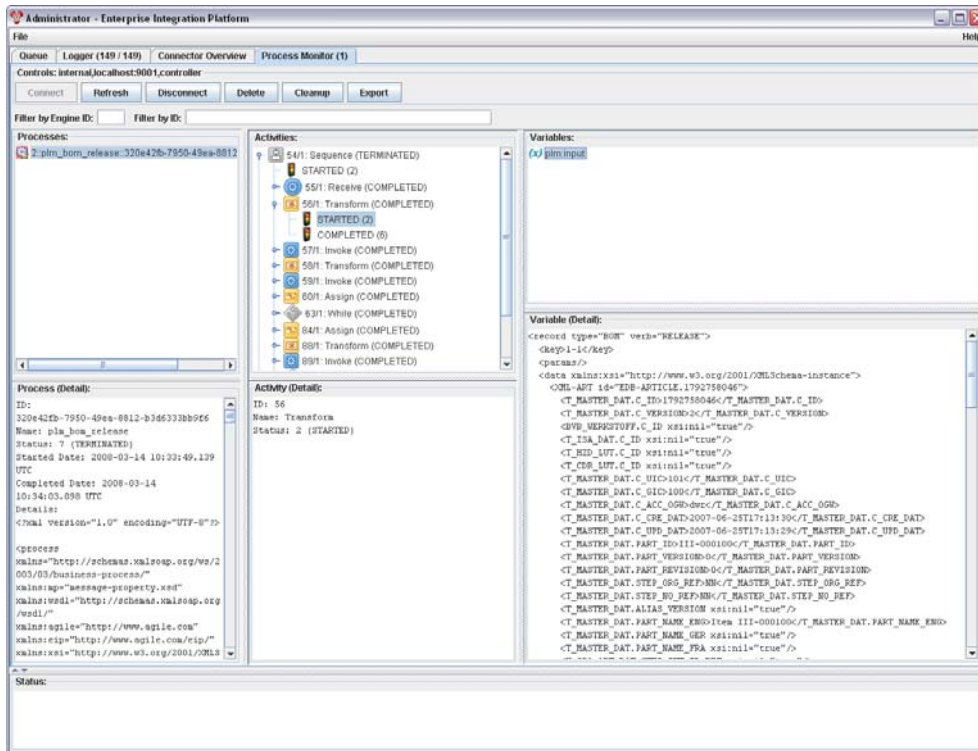 Administrator - Enterprise Integration Platform
File
Help
Queue
Logger (149 / 149)
Connector Overview
Process Monitor (1)
Controls: internal,localhost:9001,controller
Connect
Refresh
Disconnect
Delete
Cleanup
Export
Filter by Engine ID:
Filter by ID:
Processes:
2::plm_bom_release::320e42fb-7950-49ea-8812
Activities:
54/1: Sequence (TERMINATED)
STARTED (2)
55/1: Receive (COMPLETED)
56/1: Transform (COMPLETED)
STARTED (2)
COMPLETED (6)
57/1: Invoke (COMPLETED)
58/1: Transform (COMPLETED)
59/1: Invoke (COMPLETED)
60/1: Assign (COMPLETED)
63/1: While (COMPLETED)
84/1: Assign (COMPLETED)
88/1: Transform (COMPLETED)
89/1: Invoke (COMPLETED)
Variables:
(x) plm input
Process (Detail):
ID:
320e42fb-7950-49ea-8812-b3d6333bb9f6
Name: plm_bom_release
Status: 7 (TERMINATED)
Started Date: 2008-03-14 10:33:49.139
UTC
Completed Date: 2008-03-14
10:34:03.098 UTC
Details:
<?xml version="1.0" encoding="UTF-8"?>
<process
xmlns="http://schemas.xmlsoap.org/ws/2
003/03/business-process/"
xmlns:mp="message-property.xsd"
xmlns:wsdl="http://schemas.xmlsoap.org
/wsdl/"
xmlns:agile="http://www.agile.com"
xmlns:eip="http://www.agile.com/eip/"
xmlns:xsi="http://www.w3.org/2001/XMLS
Activity (Detail):
ID: 56
Name: Transform
Status: 2 (STARTED)
Variable (Detail):
<record type="BOM" verb="RELEASE">
<key>1-1</key>
<params/>
<data xmlns:xsi="http://www.w3.org/2001/XMLSchema-instance">
<XML-ART id="EDB-ARTICLE.1792758046">
<T_MASTER_DAT.C_ID>1792758046</T_MASTER_DAT.C_ID>
<T_MASTER_DAT.C_VERSION>2</T_MASTER_DAT.C_VERSION>
<BVB_WERKSTOFF.C_ID xsi:nil="true"/>
<T_ISA_DAT.C_ID xsi:nil="true"/>
<T_HID_LUT.C_ID xsi:nil="true"/>
<T_CDR_LUT.C_ID xsi:nil="true"/>
<T_MASTER_DAT.C_UIC>101</T_MASTER_DAT.C_UIC>
<T_MASTER_DAT.C_GIC>100</T_MASTER_DAT.C_GIC>
<T_MASTER_DAT.C_ACC_OGW>dwr</T_MASTER_DAT.C_ACC_OGW>
<T_MASTER_DAT.C_CRE_DAT>2007-06-25T17:13:30</T_MASTER_DAT.C_CRE_DAT>
<T_MASTER_DAT.C_UPD_DAT>2007-06-25T17:13:29</T_MASTER_DAT.C_UPD_DAT>
<T_MASTER_DAT.PART_ID>III-000100</T_MASTER_DAT.PART_ID>
<T_MASTER_DAT.PART_VERSION>0</T_MASTER_DAT.PART_VERSION>
<T_MASTER_DAT.PART_REVISION>0</T_MASTER_DAT.PART_REVISION>
<T_MASTER_DAT.STEP_ORG_REF>NN</T_MASTER_DAT.STEP_ORG_REF>
<T_MASTER_DAT.STEP_NO_REF>NN</T_MASTER_DAT.STEP_NO_REF>
<T_MASTER_DAT.ALIAS_VERSION xsi:nil="true"/>
<T_MASTER_DAT.PART_NAME_ENG>Item III-000100</T_MASTER_DAT.PART_NAME_ENG>
<T_MASTER_DAT.PART_NAME_GER xsi:nil="true"/>
<T_MASTER_DAT.PART_NAME_FRA xsi:nil="true"/>
Status: